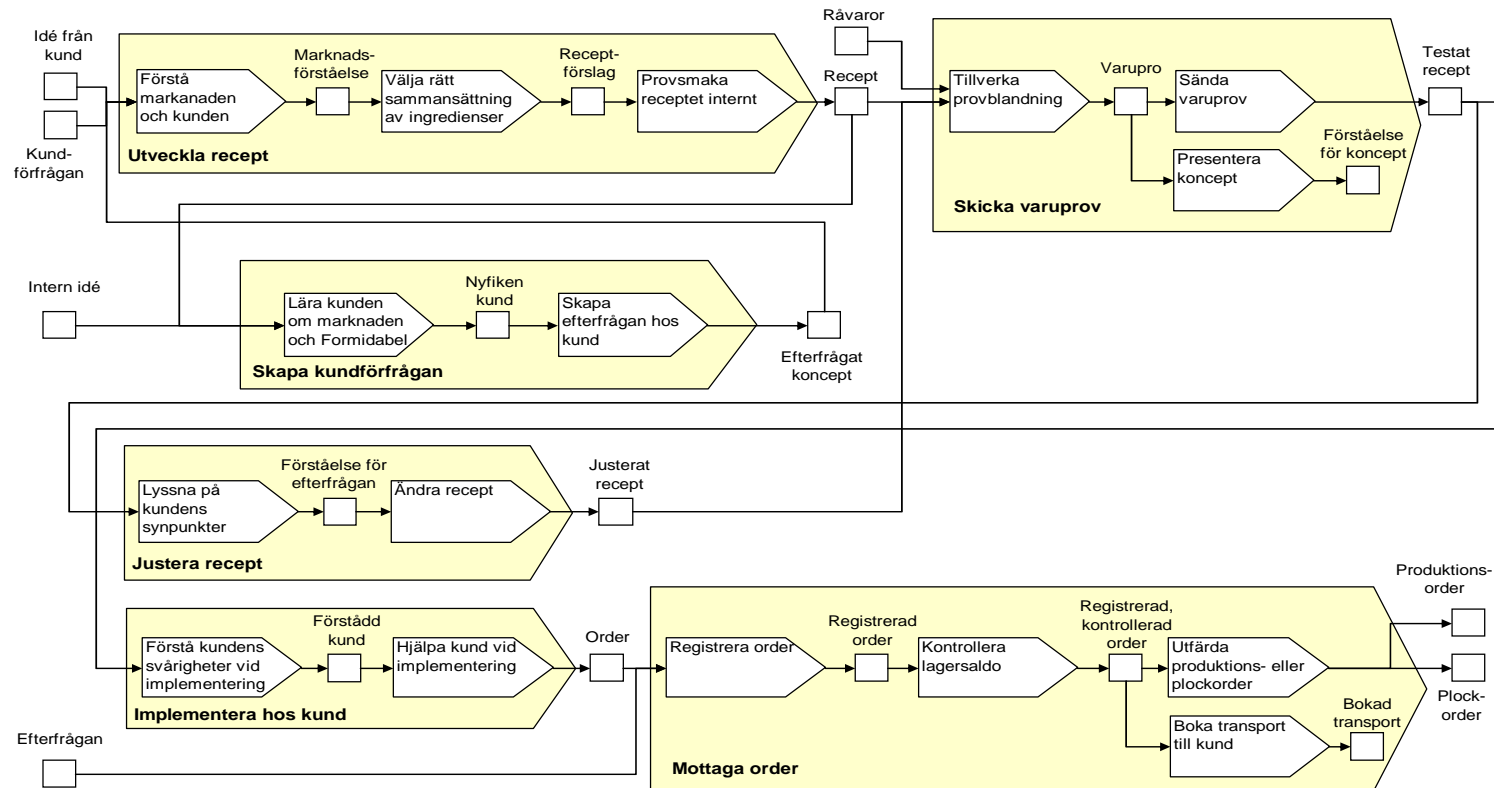 Idé från
kund
Kund-
förfrågan
Förstå
markanaden
och kunden
Marknads-
förståelse
Välja rätt
sammansättning
av ingredienser
Recept-
förslag
Provsmaka
receptet internt
Utveckla recept
Råvaror
Recept
Tillverka
provblandning
Varupro
Sända
varuprov
Presentera
koncept
Förståelse
för koncept
Skicka varuprov
Testat
recept
Intern idé
Lära kunden
om marknaden
och Formidabel
Nyfiken
kund
Skapa
efterfrågan hos
kund
Skapa kundförfrågan
Efterfrågat
koncept
Lyssna på
kundens
synpunkter
Förståelse för
efterfrågan
Ändra recept
Justera recept
Justerat
recept
Förstå kundens
svårigheter vid
implementering
Förstådd
kund
Hjälpa kund vid
implementering
Implementera hos kund
Order
Efterfrågan
Registrera order
Registrerad
order
Kontrollera
lagersaldo
Registrerad,
kontrollerad
order
Utfärda
produktions- eller
plockorder
Boka transport
till kund
Bokad
transport
Mottaga order
Produktions-
order
Plock-
order